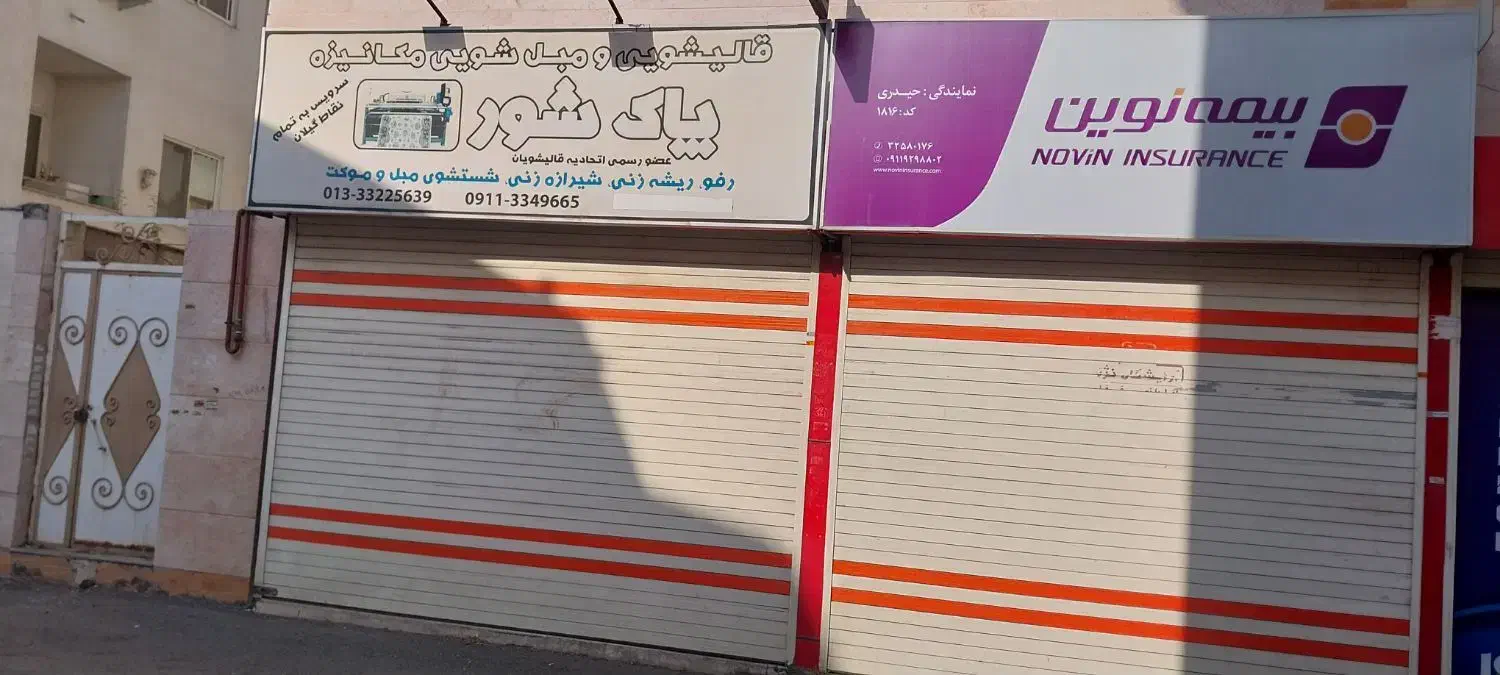 قالیشویی و مبل شویی مکانیزه
پاک شور
سرویس به تمام
نقاط گیلان
عضو رسمی اتحادیه قالیشویان
رفو، ریشه زنی، شیرازه زنی، شستشوی مبل و موکت
013-33225639 0911-3349665
نمایندگی : حیدری
کد: ۱۸۱۶
۳۲۵۸۰۱۷۶
۰۹۱۱۹۲۹۸۸۰۲
www.novininsurance.com
بیمه نوین
NOViN INSURANCE